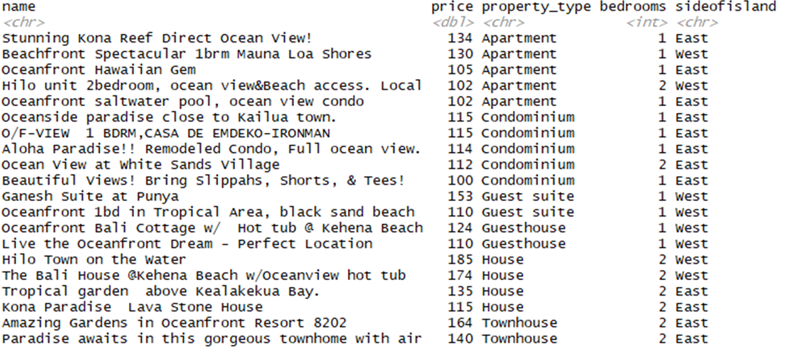 name price property_type bedrooms sideofisland
<chr> <dbl> <chr> <int> <chr>
Stunning Kona Reef Direct Ocean View! 134 Apartment 1 East
Beachfront Spectacular 1brm Mauna Loa Shores 130 Apartment 1 West
Oceanfront Hawaiian Gem 105 Apartment 1 East
Hilo unit 2bedroom, ocean view&Beach access. Local 102 Apartment 2 West
Oceanfront saltwater pool, ocean view condo 102 Apartment 1 East
Oceanside paradise close to Kailua town. 115 Condominium 1 East
O/F-VIEW 1 BDRM,CASA DE EMDEKO-IRONMAN 115 Condominium 1 East
Aloha Paradise!! Remodeled Condo, Full ocean view. 114 Condominium 1 East
Ocean View at White Sands Village 112 Condominium 2 East
Beautiful Views! Bring Slippahs, Shorts, & Tees! 100 Condominium 1 East
Ganesh Suite at Punya 153 Guest suite 1 West
Oceanfront 1bd in Tropical Area, black sand beach 110 Guest suite 1 West
Oceanfront Bali Cottage w/ Hot tub @ Kehena Beach 124 Guesthouse 1 West
Live the Oceanfront Dream - Perfect Location 110 Guesthouse 1 West
Hilo Town on the Water 185 House 2 West
The Bali House @Kehena Beach w/Oceanview hot tub 174 House 2 West
Tropical garden above Kealakekua Bay. 135 House 2 East
Kona Paradise Lava Stone House 115 House 2 East
Amazing Gardens in Oceanfront Resort 8202 164 Townhouse 2 East
Paradise awaits in this gorgeous townhome with air 140 Townhouse 2 East